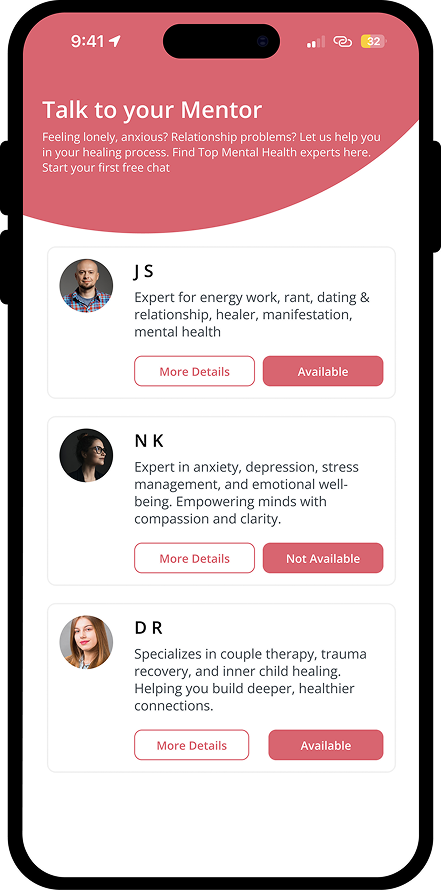 9:41
32
Talk to your Mentor
Feeling lonely, anxious? Relationship problems? Let us help you
in your healing process. Find Top Mental Health experts here.
Start your first free chat
J S
Expert for energy work, rant, dating &
relationship, healer, manifestation,
mental health
More Details
Available
N K
Expert in anxiety, depression, stress
management, and emotional well-
being. Empowering minds with
compassion and clarity.
More Details
Not Available
D R
Specializes in couple therapy, trauma
recovery, and inner child healing.
Helping you build deeper, healthier
connections.
More Details
Available